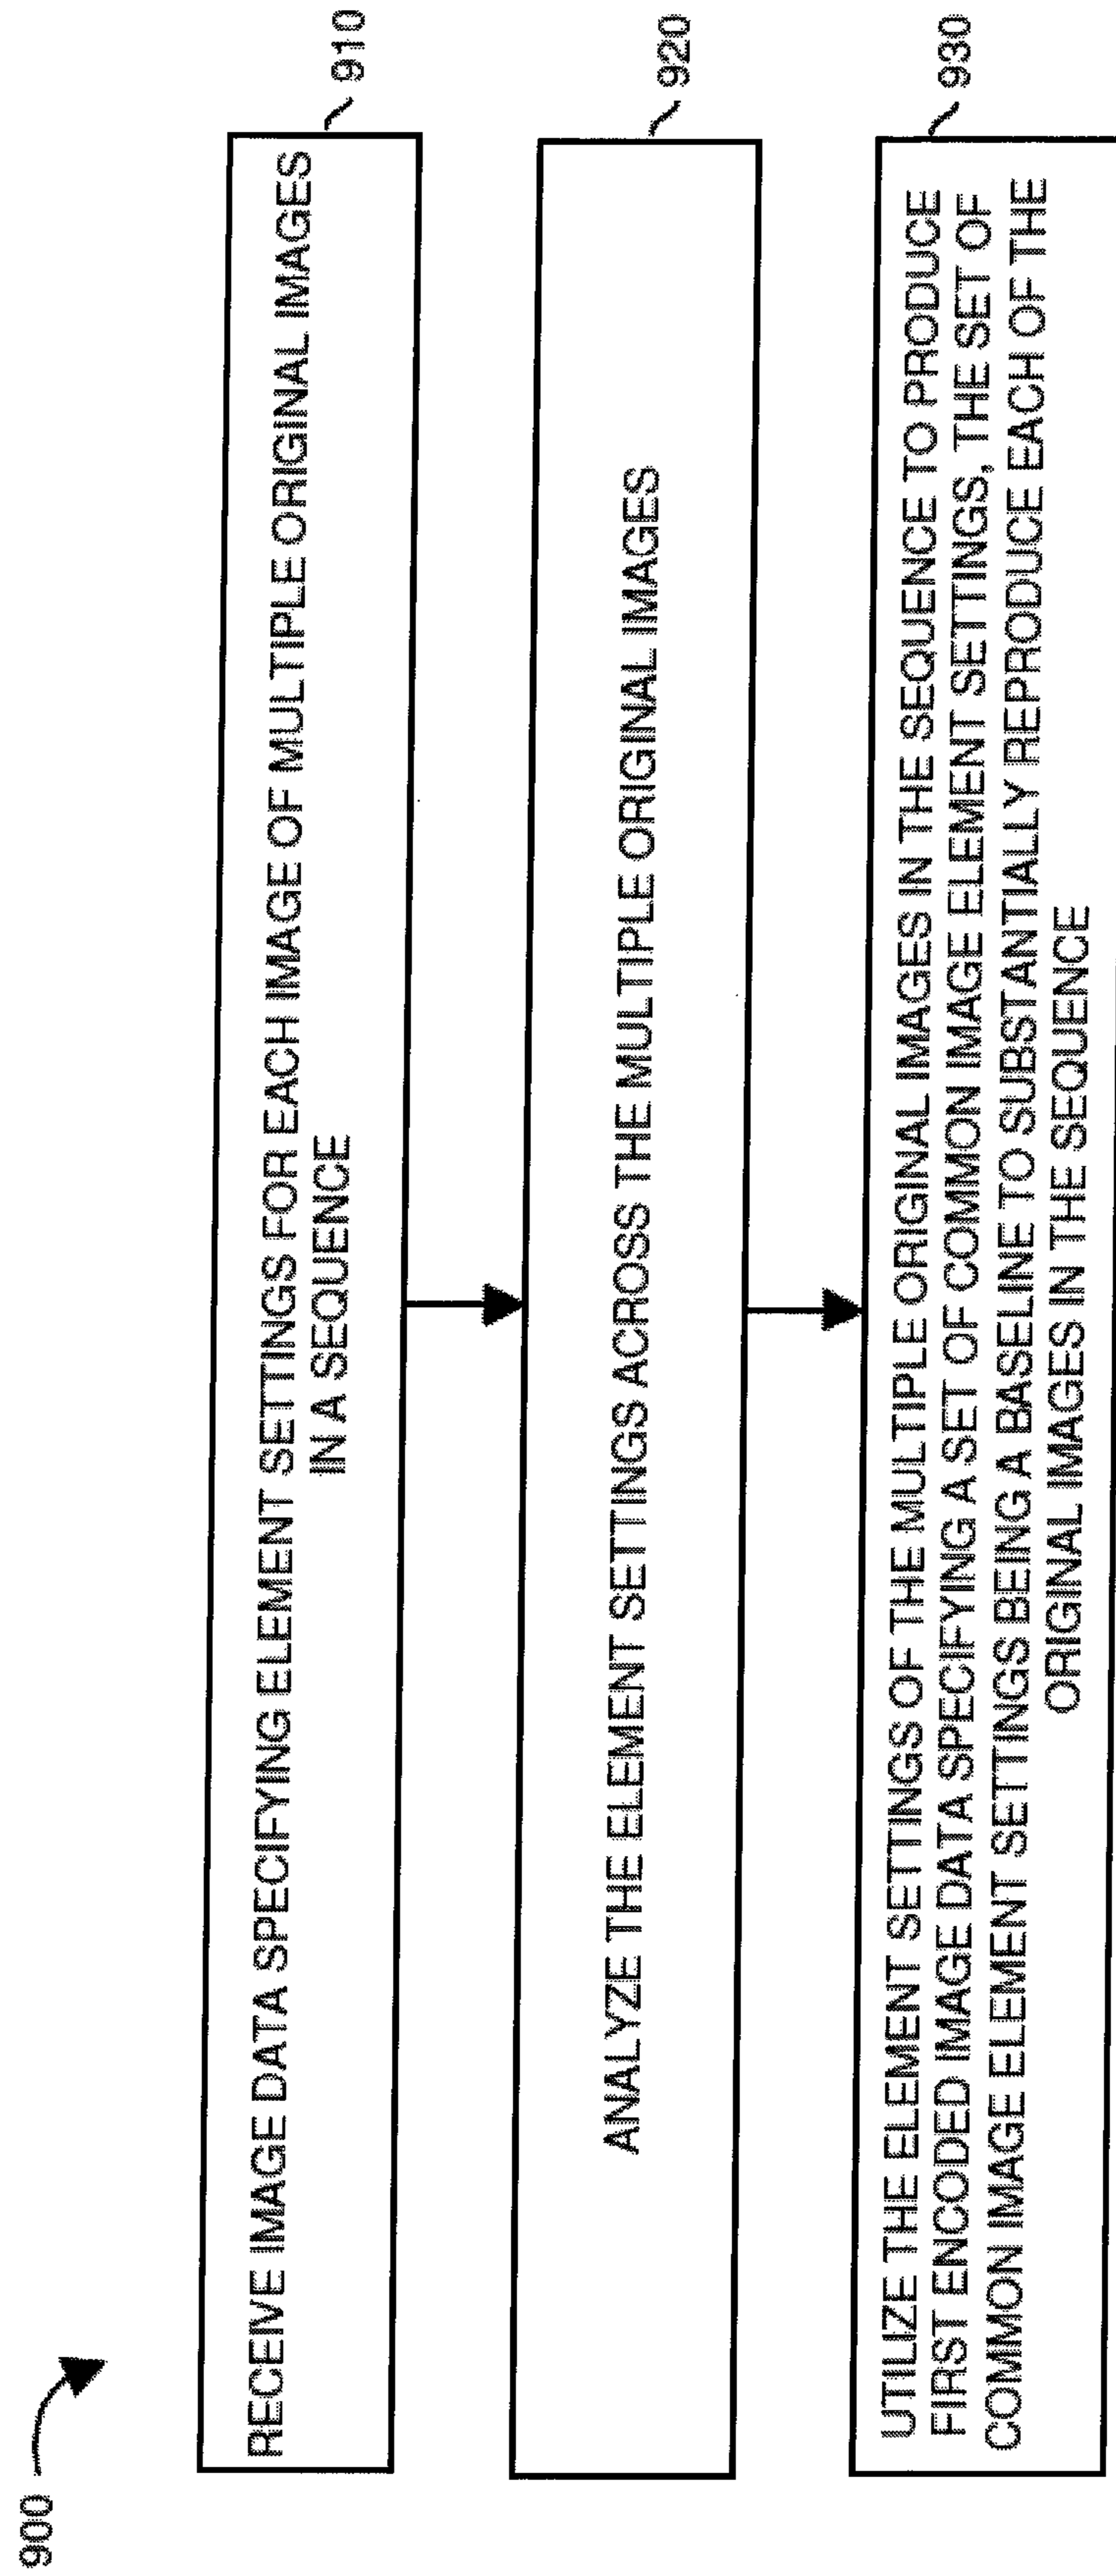 900
RECEIVE IMAGE DATA SPECIFYING ELEMENT SETTINGS FOR EACH IMAGE OF MULTIPLE ORIGINAL IMAGES
IN A SEQUENCE
910
ANALYZE THE ELEMENT SETTINGS ACROSS THE MULTIPLE ORIGINAL IMAGES
920
UTILIZE THE ELEMENT SETTINGS OF THE MULTIPLE ORIGINAL IMAGES IN THE SEQUENCE TO PRODUCE
FIRST ENCODED IMAGE DATA SPECIFYING A SET OF COMMON IMAGE ELEMENT SETTINGS, THE SET OF
COMMON IMAGE ELEMENT SETTINGS BEING A BASELINE TO SUBSTANTIALLY REPRODUCE EACH OF THE
ORIGINAL IMAGES IN THE SEQUENCE
930